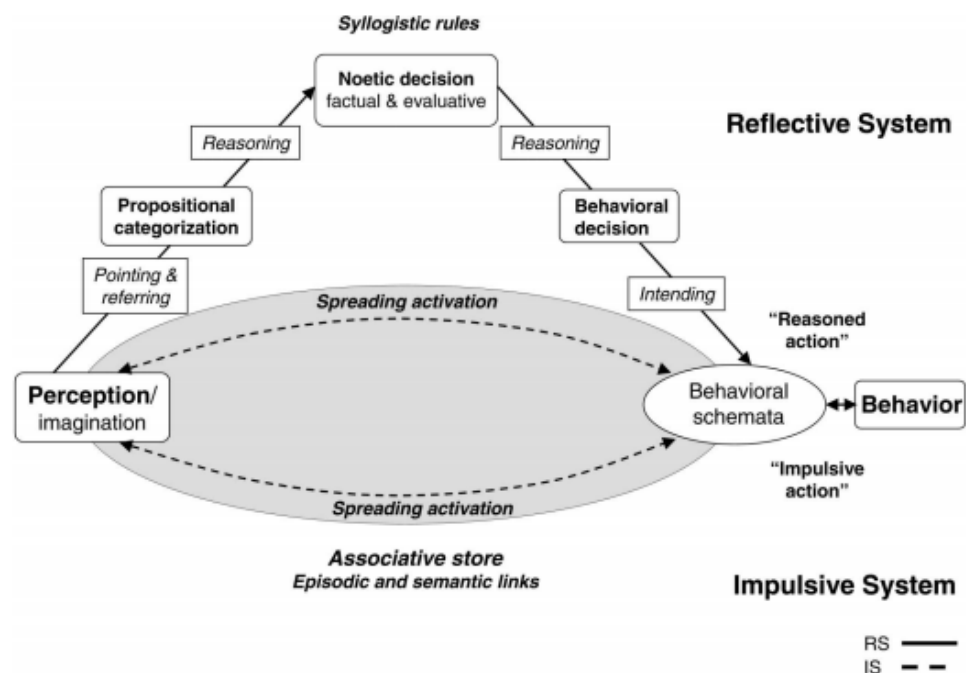 Syllogistic rules
Noetic decision
factual & evaluative
Reflective System
Reasoning
Reasoning
Propositional
categorization
Behavioral
decision
Pointing &
referring
Intending
Spreading activation
"Reasoned
action"
Perception/
imagination
Behavioral
schemata
Behavior
"Impulsive
action"
Spreading activation
Associative store
Episodic and semantic links
Impulsive System
RS
IS